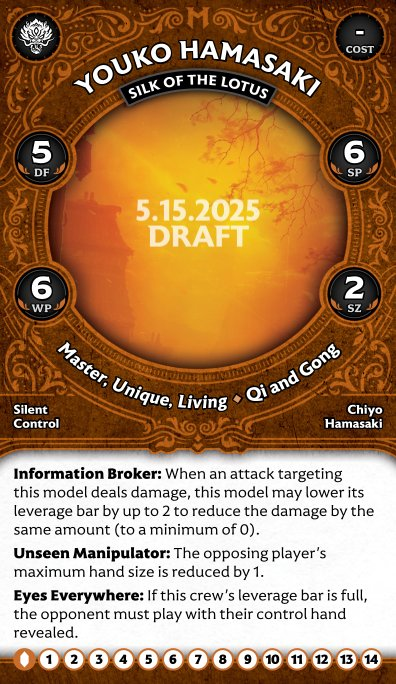 -
COST
YOUKO HAMASAKI
SILK OF THE LOTUS
5
DF
6
SP
5.15.2025
DRAFT
6
WP
2
SZ
Master, Unique, Living ♦ Qi and Gong
Silent
Control
Chiyo
Hamasaki
Information Broker: When an attack targeting
this model deals damage, this model may lower its
leverage bar by up to 2 to reduce the damage by the
same amount (to a minimum of 0).
Unseen Manipulator: The opposing player's
maximum hand size is reduced by 1.
Eyes Everywhere: If this crew's leverage bar is full,
the opponent must play with their control hand
revealed.
1 2 3 4 5 6 7 8 9 10 11 12 13 14